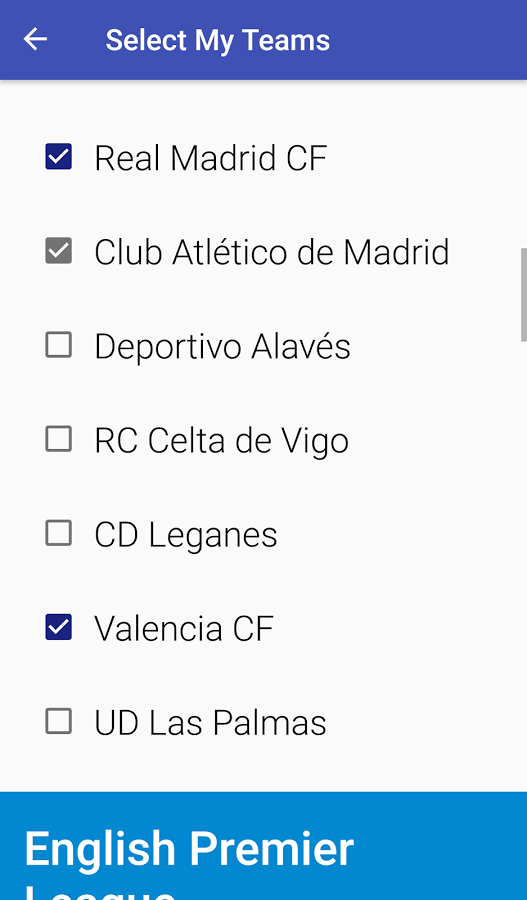 Select My Teams
Real Madrid CF
Club Atlético de Madrid
Deportivo Alavés
RC Celta de Vigo
CD Leganes
Valencia CF
UD Las Palmas
English Premier
League